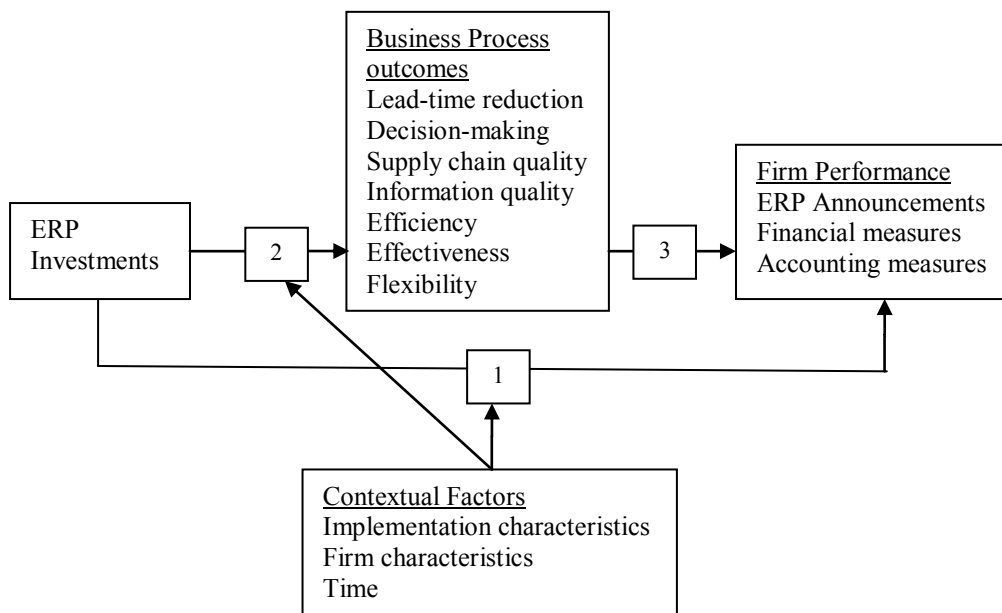 ERP
Investments
2
Business Process
outcomes
Lead-time reduction
Decision-making
Supply chain quality
Information quality
Efficiency
Effectiveness
Flexibility
3
Firm Performance
ERP Announcements
Financial measures
Accounting measures
1
Contextual Factors
Implementation characteristics
Firm characteristics
Time